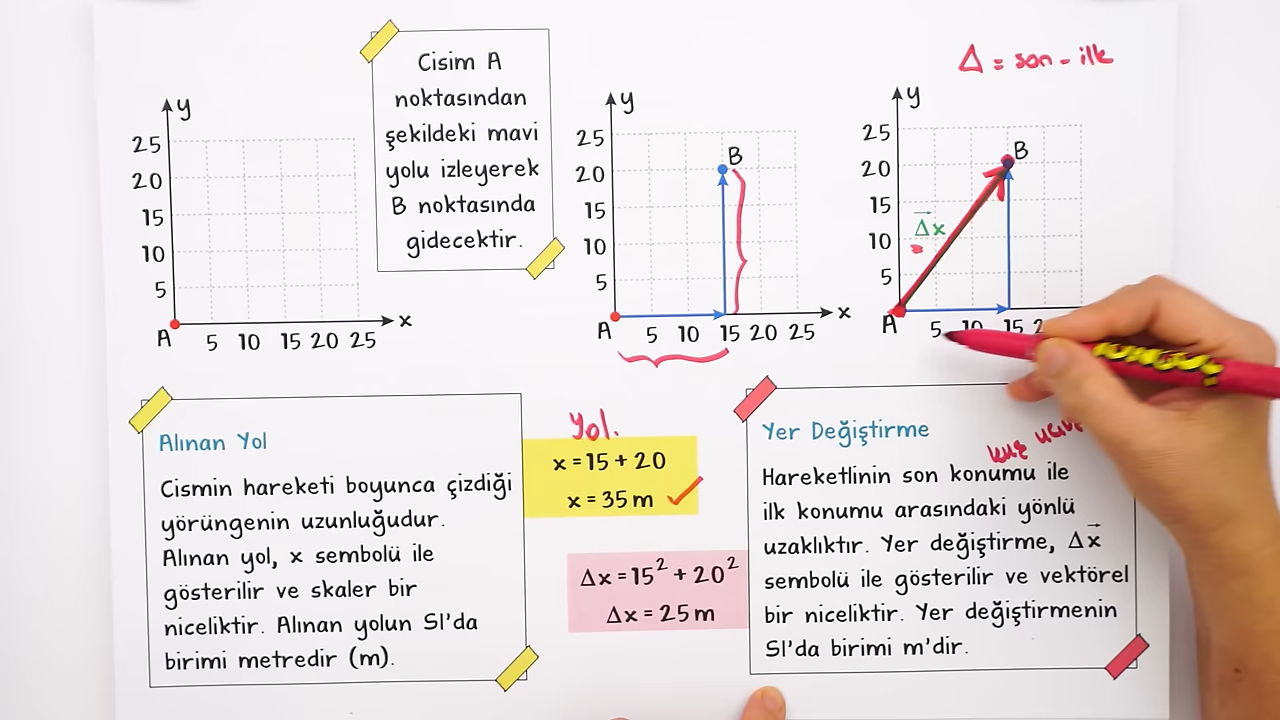 Cisim A
noktasından
şekildeki mavi
yolu izleyerek
B noktasında
gidecektir.
Δ = son - ilk
y
25
20
15
10
5
A
5 10 15 20 25
x
y
25
20
15
10
5
B
A
5 10 15 20 25
x
y
25
20
15
10
5
B
Δx
A
5 10 15
Alınan Yol
Cismin hareketi boyunca çizdiği
yörüngenin uzunluğudur.
Alınan yol, x sembolü ile
gösterilir ve skaler bir
niceliktir. Alınan yolun SI'da
birimi metredir (m).
yol.
x = 15 + 20
x = 35 m ✓
Δx = 15² + 20²
Δx = 25 m
Yer Değiştirme
kuş
Hareketlinin son konumu ile
ilk konumu arasındaki yönlü
uzaklıktır. Yer değiştirme, Δx⃗
sembolü ile gösterilir ve vektörel
bir niceliktir. Yer değiştirmenin
SI'da birimi m'dir.